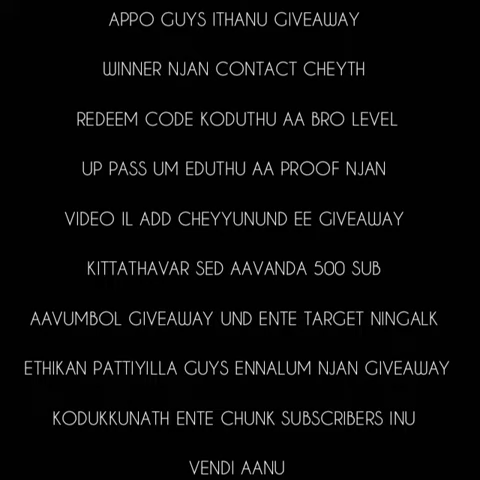 APPO GUYS ITHANU GIVEAWAY
WINNER NJAN CONTACT CHEYTH
REDEEM CODE KODUTHU AA BRO LEVEL
UP PASS UM EDUTHU AA PROOF NJAN
VIDEO IL ADD CHEYYUNUND EE GIVEAWAY
KITTATHAVAR SED AAVANDA 500 SUB
AAVUMBOL GIVEAWAY UND ENTE TARGET NINGALK
ETHIKAN PATTIYILLA GUYS ENNALUM NJAN GIVEAWAY
KODUKKUNATH ENTE CHUNK SUBSCRIBERS INU
VENDI AANU